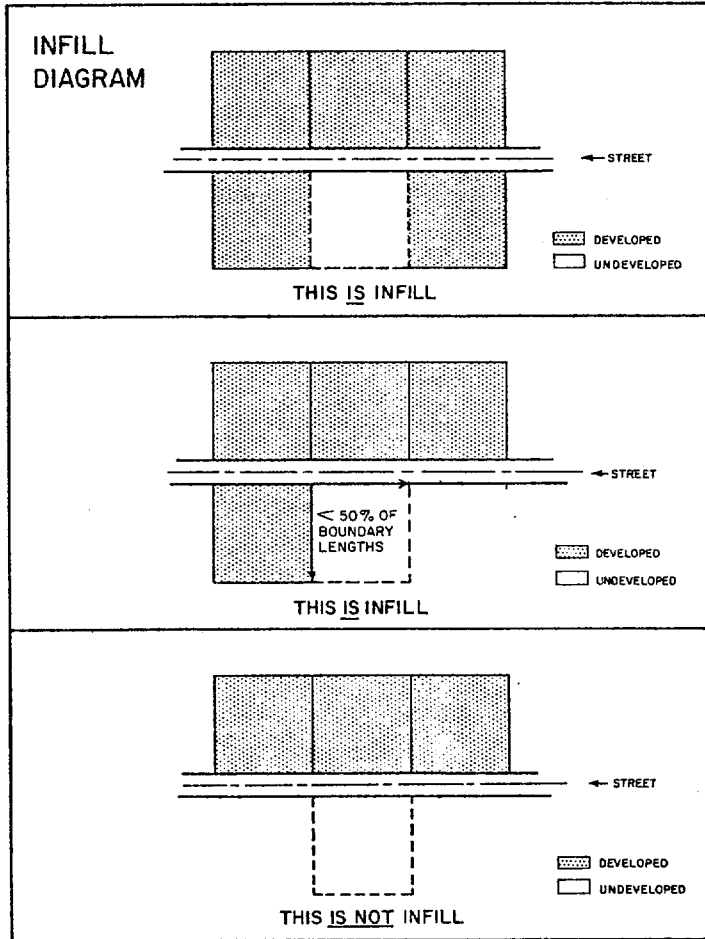 INFILL
DIAGRAM
← STREET
DEVELOPED
UNDEVELOPED
THIS IS INFILL
← STREET
< 50% OF
BOUNDARY
LENGTHS
DEVELOPED
UNDEVELOPED
THIS IS INFILL
← STREET
DEVELOPED
UNDEVELOPED
THIS IS NOT INFILL